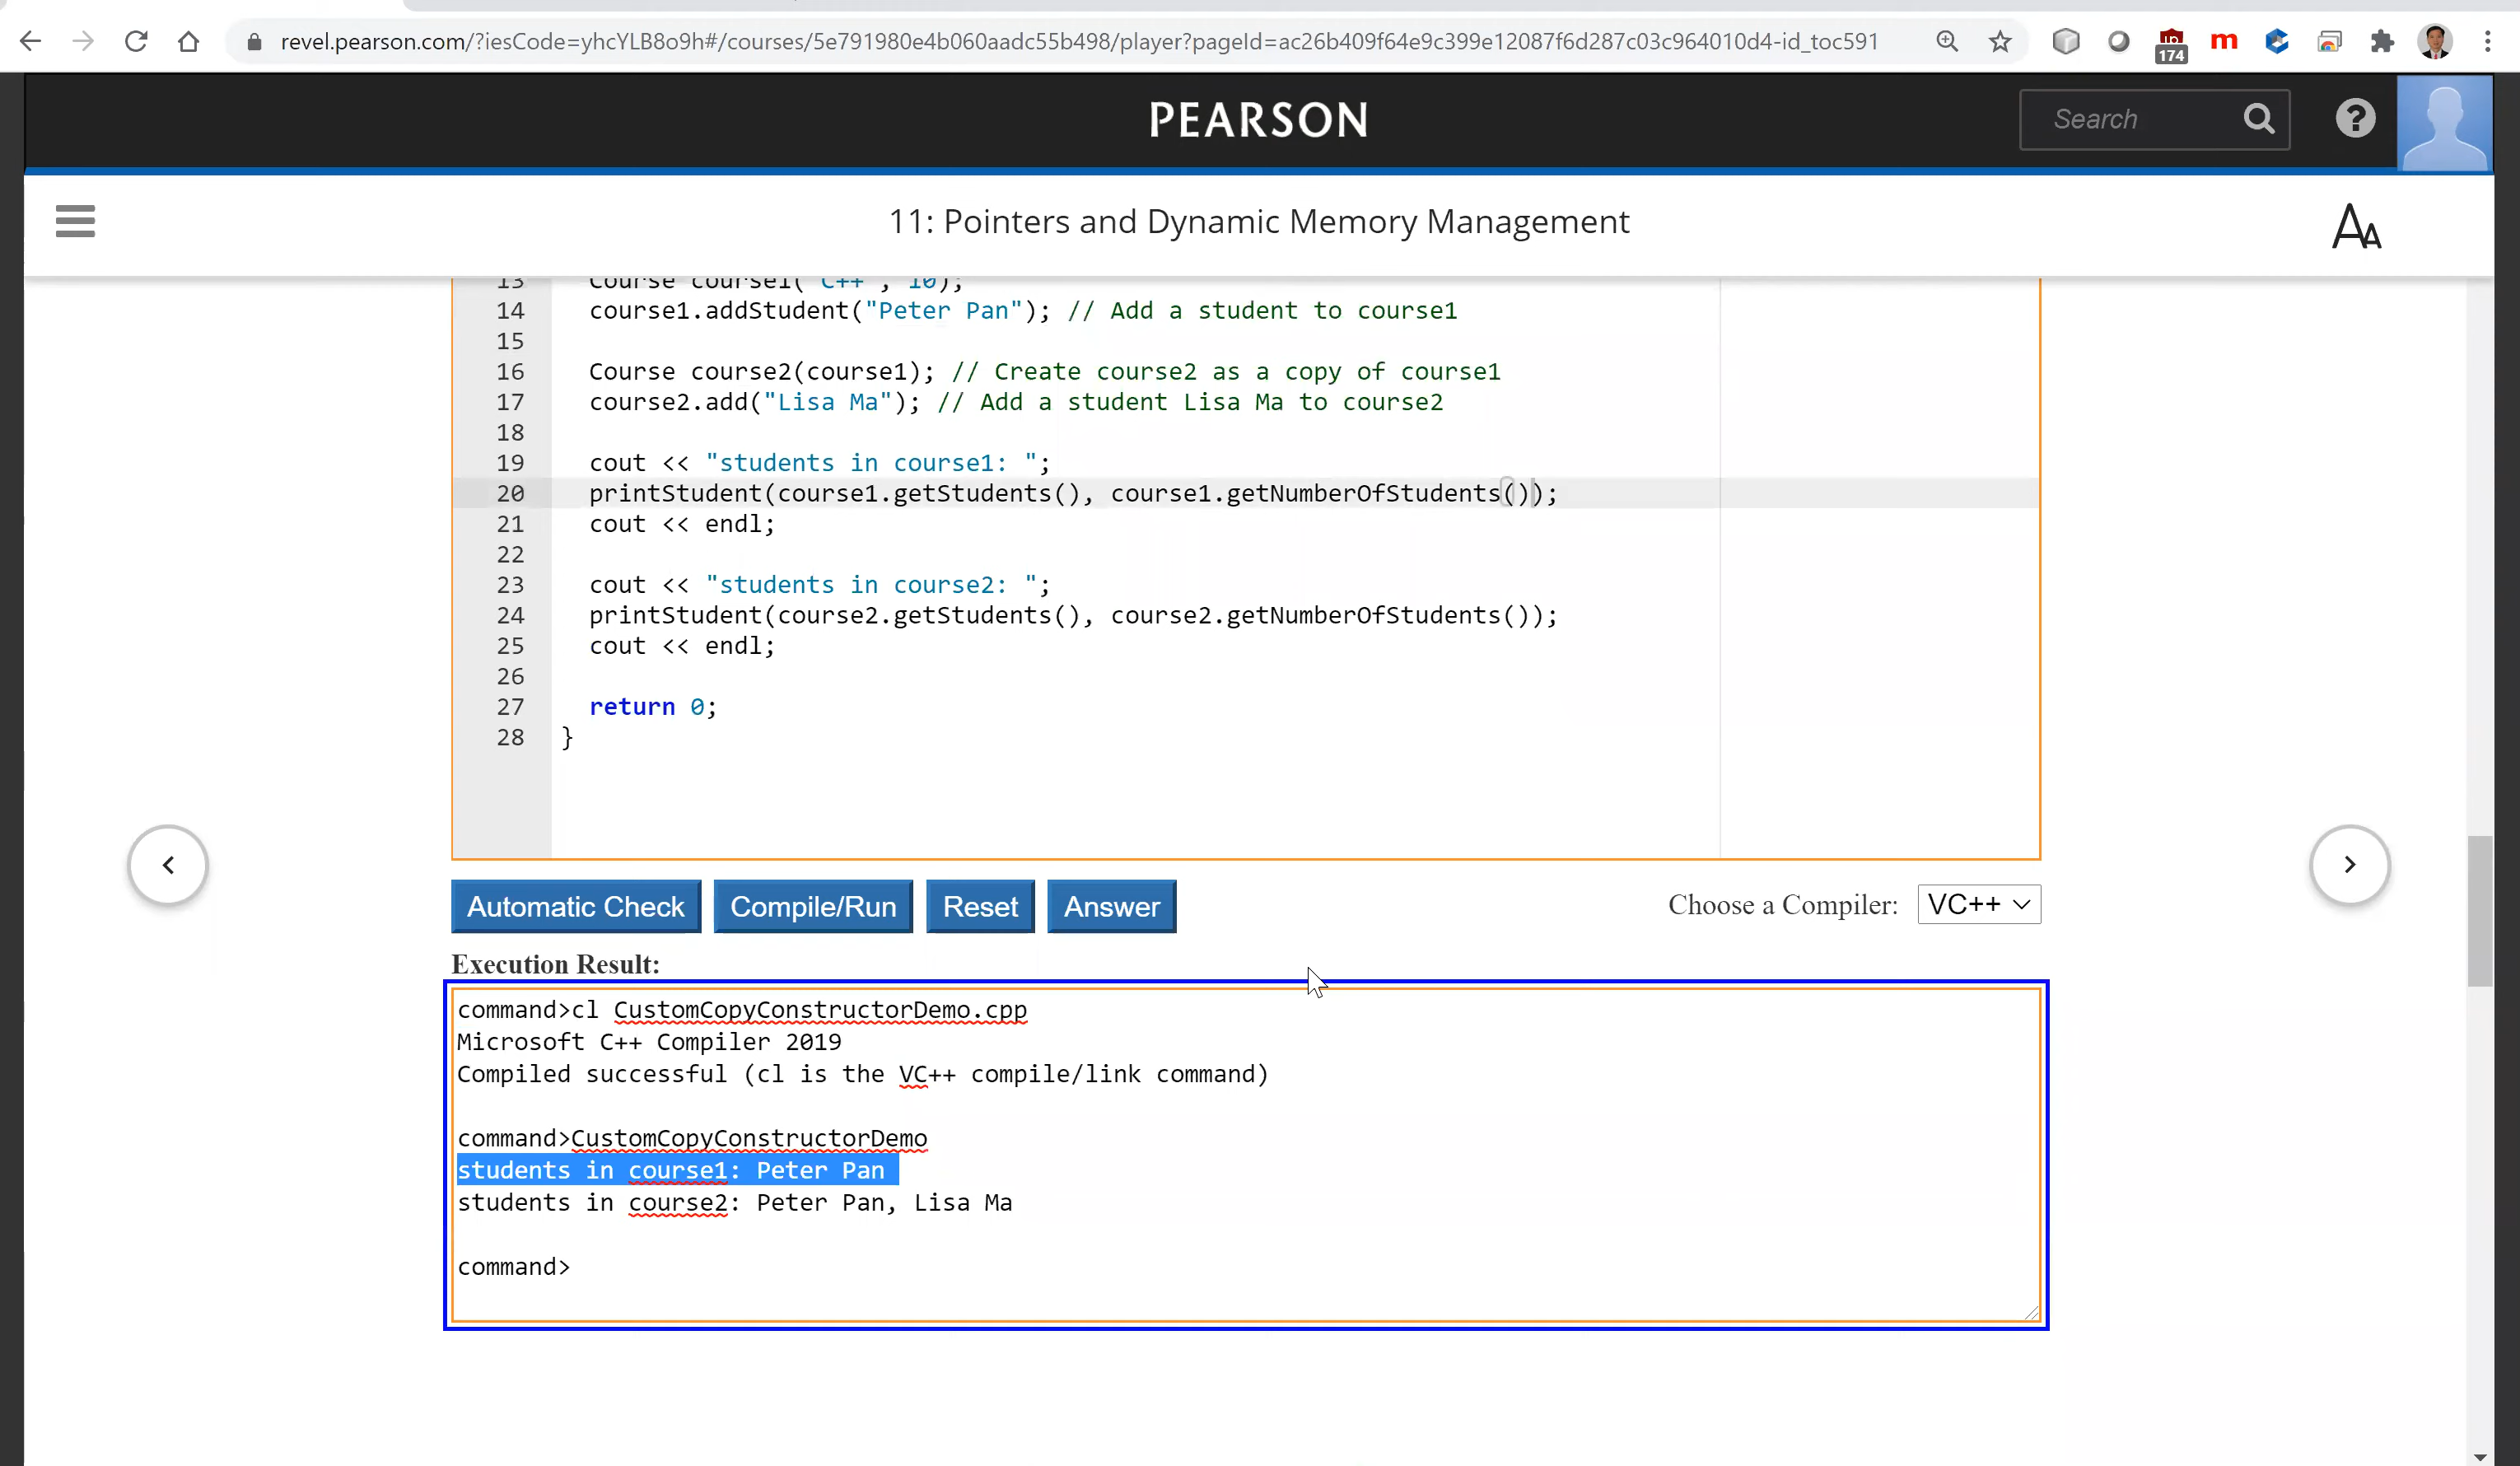 revel.pearson.com/?iesCode=yhcYLB8o9h#/courses/5e791980e4b060aadc55b498/player?pageId=ac26b409f64e9c399e12087f6d287c03c964010d4-id_toc591
174
m
PEARSON
Search
?
11: Pointers and Dynamic Memory Management
AA
13 Course course1("C++", 10);
14 course1.addStudent("Peter Pan"); // Add a student to course1
15
16 Course course2(course1); // Create course2 as a copy of course1
17 course2.add("Lisa Ma"); // Add a student Lisa Ma to course2
18
19 cout << "students in course1: ";
20 printStudent(course1.getStudents(), course1.getNumberOfStudents());
21 cout << endl;
22
23 cout << "students in course2: ";
24 printStudent(course2.getStudents(), course2.getNumberOfStudents());
25 cout << endl;
26
27 return 0;
28 }
Automatic Check Compile/Run Reset Answer Choose a Compiler: VC++
Execution Result:
command>cl CustomCopyConstructorDemo.cpp
Microsoft C++ Compiler 2019
Compiled successful (cl is the VC++ compile/link command)
command>CustomCopyConstructorDemo
students in course1: Peter Pan
students in course2: Peter Pan, Lisa Ma
command>